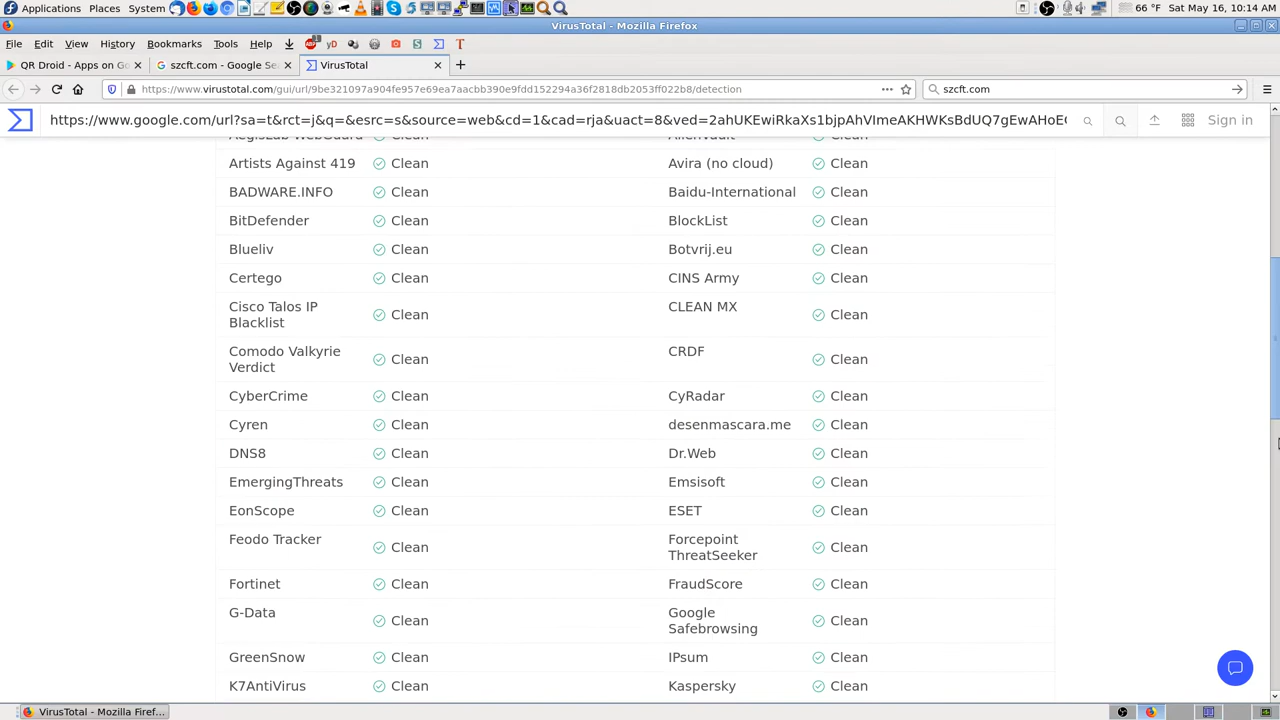 Applications Places System 66 °F Sat May 16, 10:14 AM
VirusTotal - Mozilla Firefox
File Edit View History Bookmarks Tools Help
QR Droid - Apps on Go
szcft.com - Google Sea
VirusTotal
https://www.virustotal.com/gui/url/9be321097a904fe957e69ea7aacbb390e9fdd152294a36f2818db2053ff022b8/detection
szcft.com
https://www.google.com/url?sa=t&rct=j&q=&esrc=s&source=web&cd=1&cad=rja&uact=8&ved=2ahUKEwiRkaXs1bjpAhVImeAKHWKsBdUQ7gEwAHoEC
Sign in
Clean Clean
Artists Against 419 Clean Avira (no cloud) Clean
BADWARE.INFO Clean Baidu-International Clean
BitDefender Clean BlockList Clean
Blueliv Clean Botvrij.eu Clean
Certego Clean CINS Army Clean
Cisco Talos IP Blacklist Clean CLEAN MX Clean
Comodo Valkyrie Verdict Clean CRDF Clean
CyberCrime Clean CyRadar Clean
Cyren Clean desenmascara.me Clean
DNS8 Clean Dr.Web Clean
EmergingThreats Clean Emsisoft Clean
EonScope Clean ESET Clean
Feodo Tracker Clean Forcepoint ThreatSeeker Clean
Fortinet Clean FraudScore Clean
G-Data Clean Google Safebrowsing Clean
GreenSnow Clean IPsum Clean
K7AntiVirus Clean Kaspersky Clean
VirusTotal - Mozilla Firef...